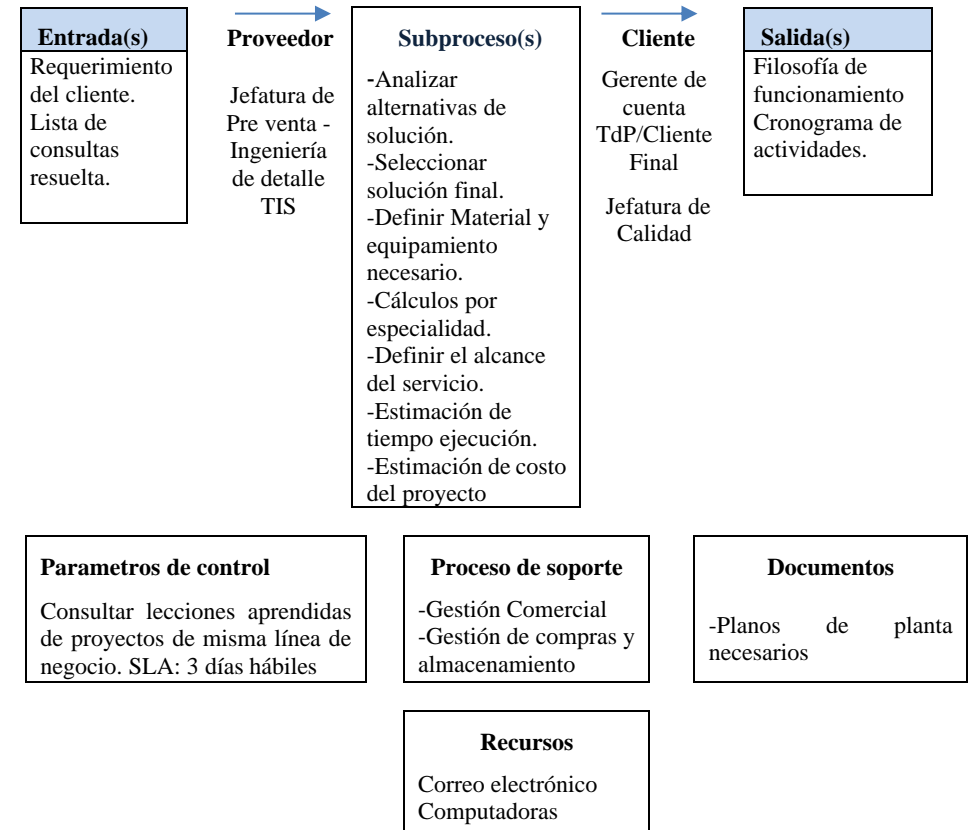 Entrada(s)
Requerimiento
del cliente.
Lista de
consultas
resuelta.
Proveedor
Jefatura de
Pre venta -
Ingeniería
de detalle
TIS
Subproceso(s)
-Analizar
alternativas de
solución.
-Seleccionar
solución final.
-Definir Material y
equipamiento
necesario.
-Cálculos por
especialidad.
-Definir el alcance
del servicio.
-Estimación de
tiempo ejecución.
-Estimación de costo
del proyecto
Cliente
Gerente de
cuenta
TdP/Cliente
Final
Jefatura de
Calidad
Salida(s)
Filosofía de
funcionamiento
Cronograma de
actividades.
Parametros de control
Consultar lecciones aprendidas
de proyectos de misma línea de
negocio. SLA: 3 días hábiles
Proceso de soporte
-Gestión Comercial
-Gestión de compras y
almacenamiento
Documentos
-Planos de planta
necesarios
Recursos
Correo electrónico
Computadoras